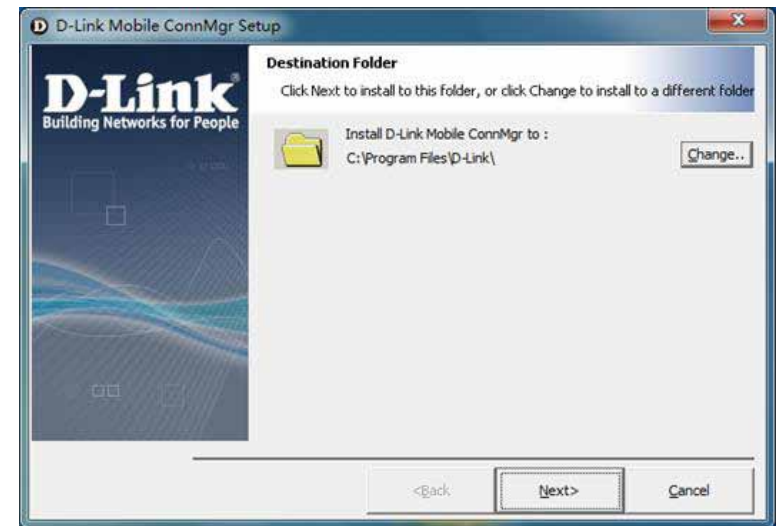 D-Link Mobile ConnMgr Setup
D-Link®
Building Networks for People
Destination Folder
Click Next to install to this folder, or click Change to install to a different folder
Install D-Link Mobile ConnMgr to :
C:\Program Files\D-Link\
Change..
<Back
Next>
Cancel